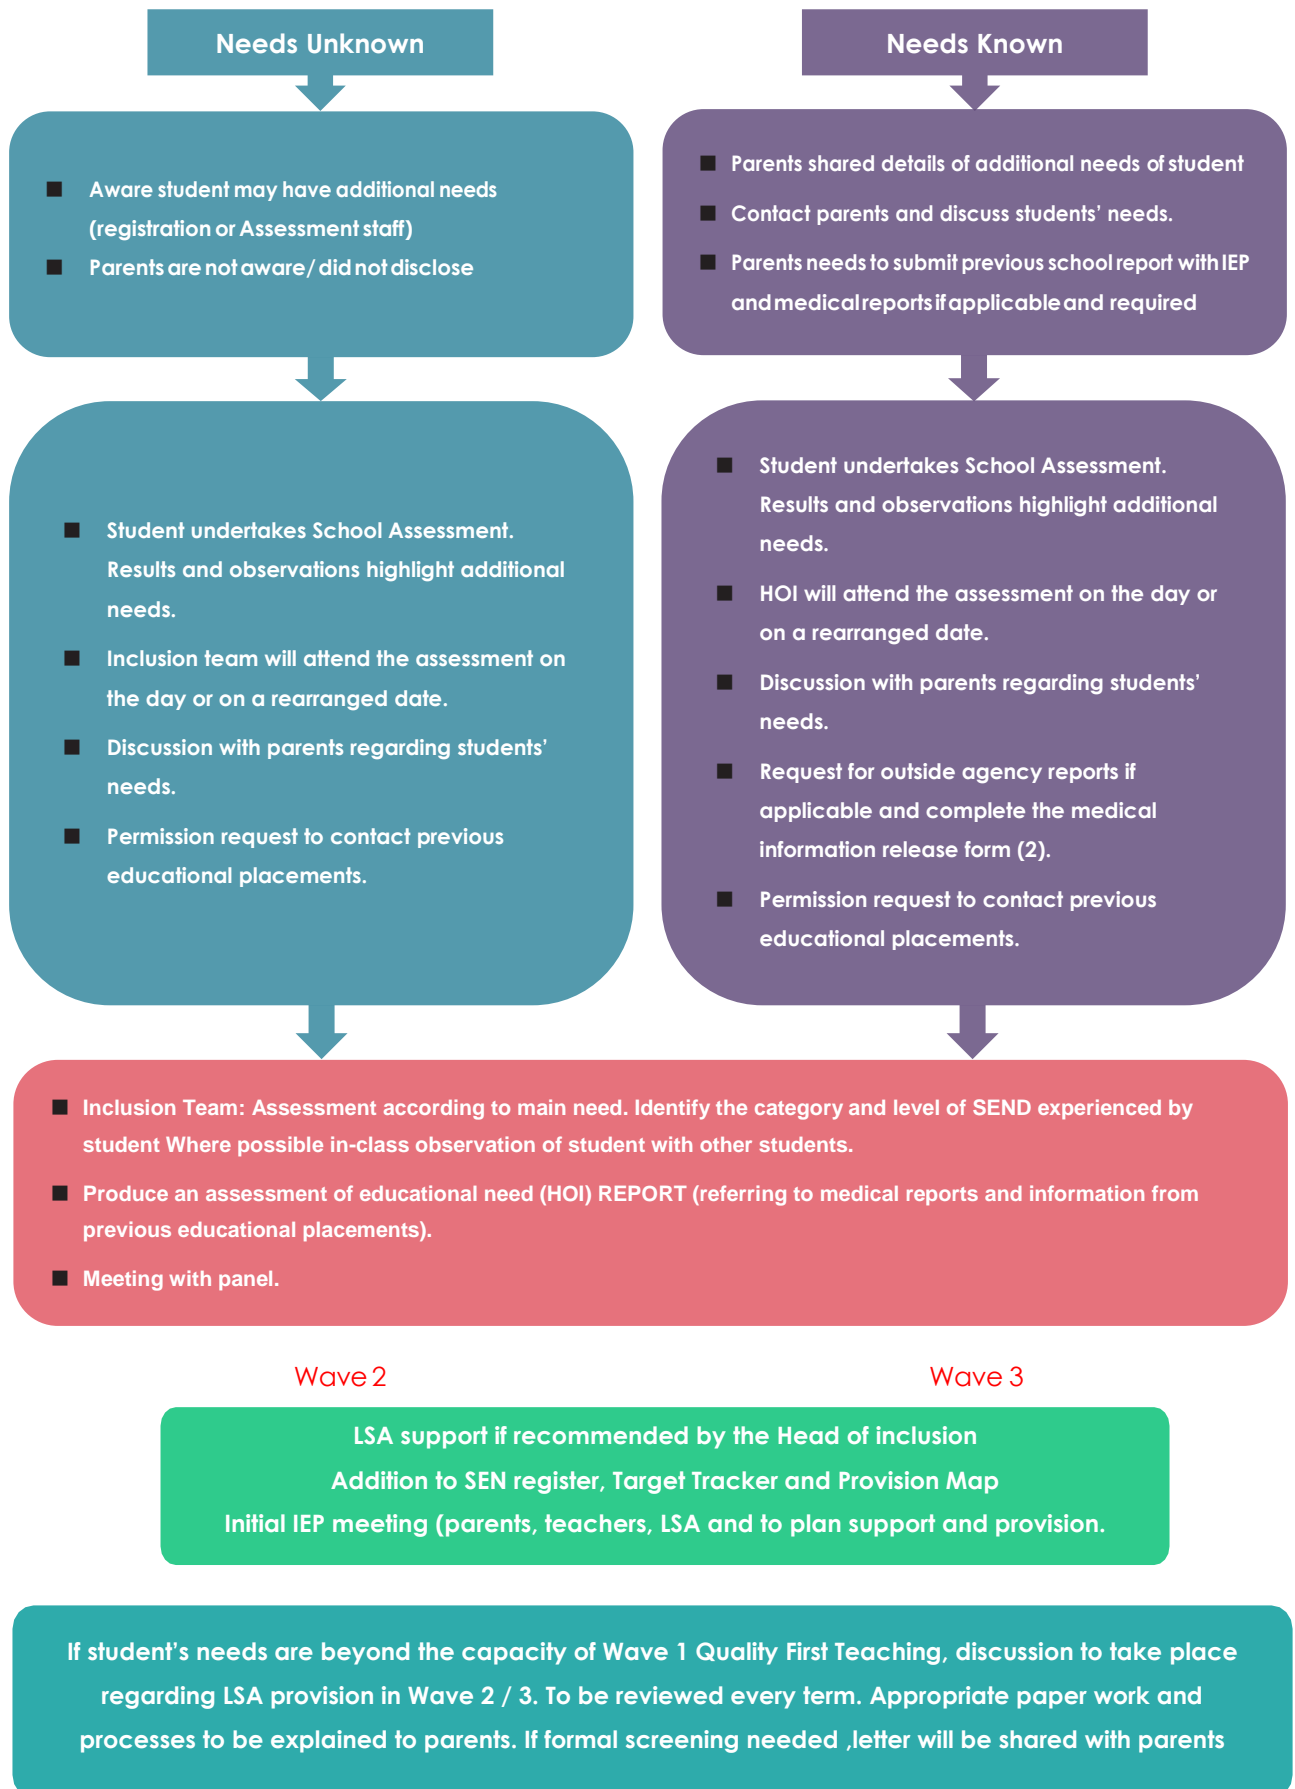 Needs Unknown
Aware student may have additional needs
(registration or Assessment staff)
Parents are not aware/ did not disclose
Student undertakes School Assessment.
Results and observations highlight additional
needs.
Inclusion team will attend the assessment on
the day or on a rearranged date.
Discussion with parents regarding students’
needs.
Permission request to contact previous
educational placements.
Needs Known
Parents shared details of additional needs of student
Contact parents and discuss students’ needs.
Parents needs to submit previous school report with IEP
and medical reports if applicable and required
Student undertakes School Assessment.
Results and observations highlight additional
needs.
HOI will attend the assessment on the day or
on a rearranged date.
Discussion with parents regarding students’
needs.
Request for outside agency reports if
applicable and complete the medical
information release form (2).
Permission request to contact previous
educational placements.
Inclusion Team: Assessment according to main need. Identify the category and level of SEND experienced by
student Where possible in-class observation of student with other students.
Produce an assessment of educational need (HOI) REPORT (referring to medical reports and information from
previous educational placements).
Meeting with panel.
Wave 2
Wave 3
LSA support if recommended by the Head of inclusion
Addition to SEN register, Target Tracker and Provision Map
Initial IEP meeting (parents, teachers, LSA and to plan support and provision.
If student’s needs are beyond the capacity of Wave 1 Quality First Teaching, discussion to take place
regarding LSA provision in Wave 2 / 3. To be reviewed every term. Appropriate paper work and
processes to be explained to parents. If formal screening needed ,letter will be shared with parents